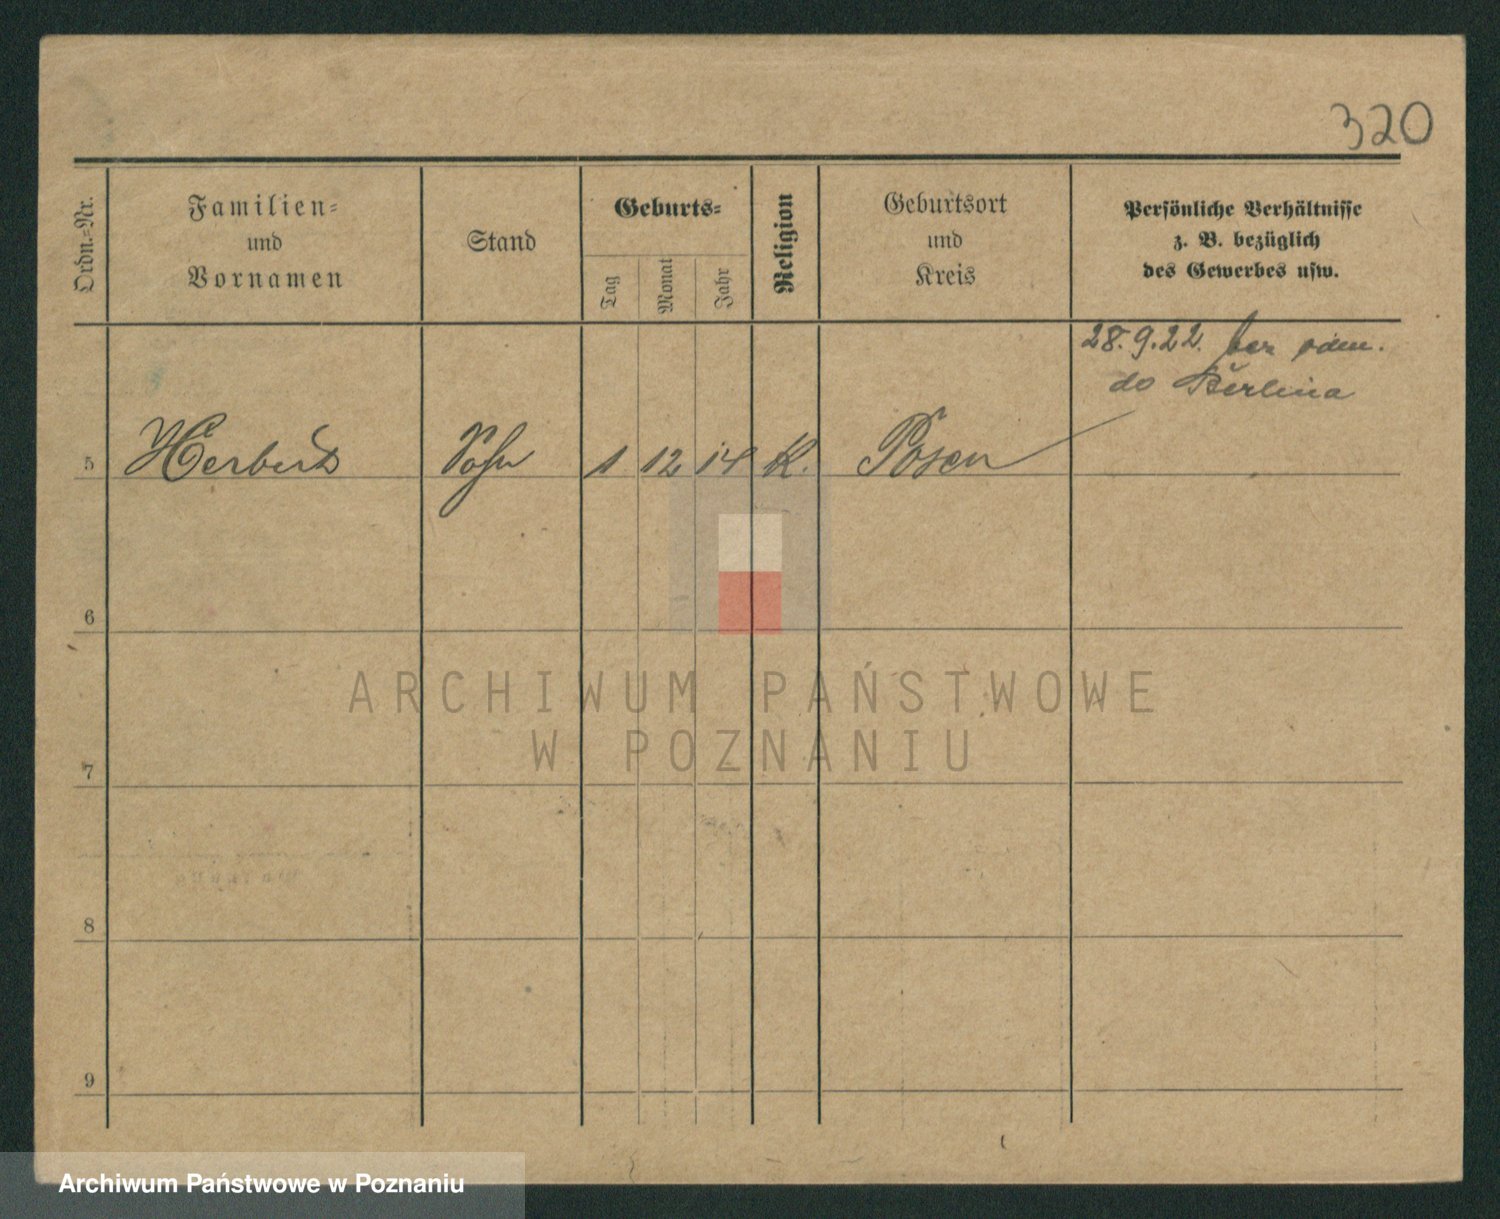 320
Ordn.-Nr.
Familien-
und
Vornamen
Stand
Geburts-
Tag
Monat
Jahr
Religion
Geburtsort
und
Kreis
Persönliche Verhältnisse
z. B. bezüglich
des Gewerbes usw.
28.9.22.
do Berlina
5 Herbert Sohn 1 12 14 K. Posen
6
7
8
9
ARCHIWUM PAŃSTWOWE
W POZNANIU
Archiwum Państwowe w Poznaniu